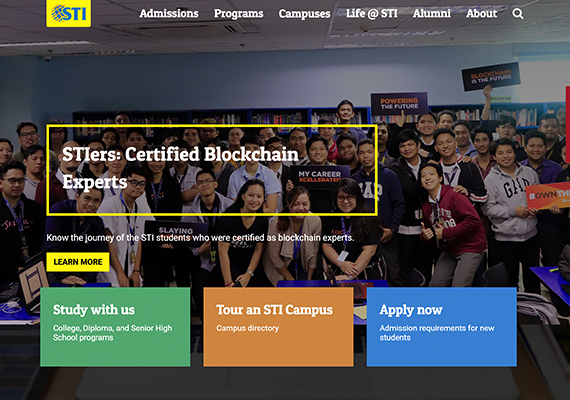 STI
Admissions Programs Campuses Life @ STI Alumni About
BLOCKCHAIN
IS THE FUTURE
POWERING
THE FUTURE
STIers: Certified Blockchain
Experts
MY CAREER
XCELLERATED
#OWNTHE
SLAYING
GAP
GAP
Know the journey of the STI students who were certified as blockchain experts.
LEARN MORE
Study with us
College, Diploma, and Senior High
School programs
Tour an STI Campus
Campus directory
Apply now
Admission requirements for new
students